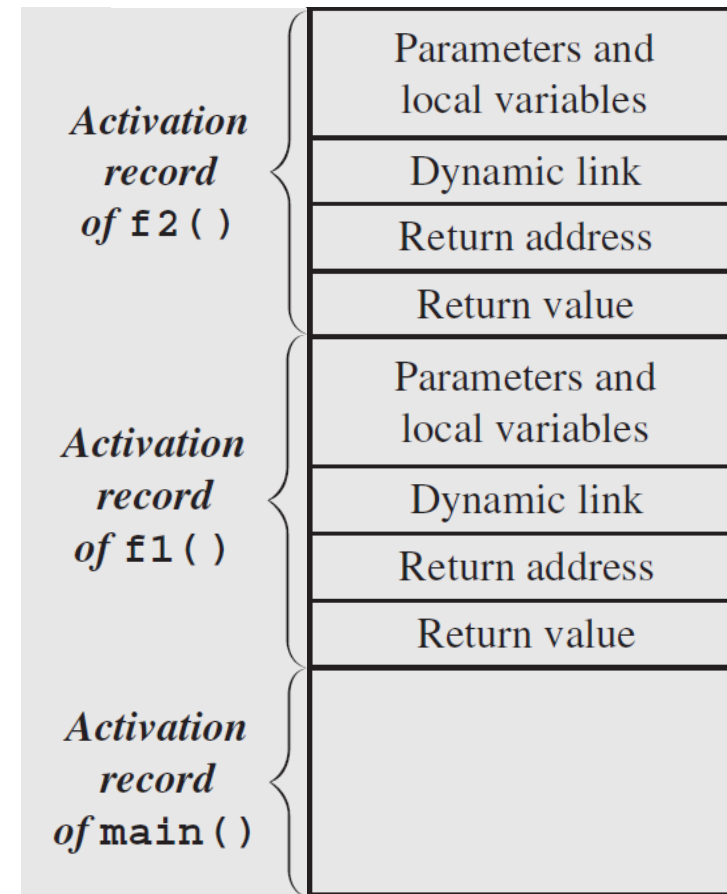 Activation
record
of f2()
Parameters and
local variables
Dynamic link
Return address
Return value
Activation
record
of f1()
Parameters and
local variables
Dynamic link
Return address
Return value
Activation
record
of main()